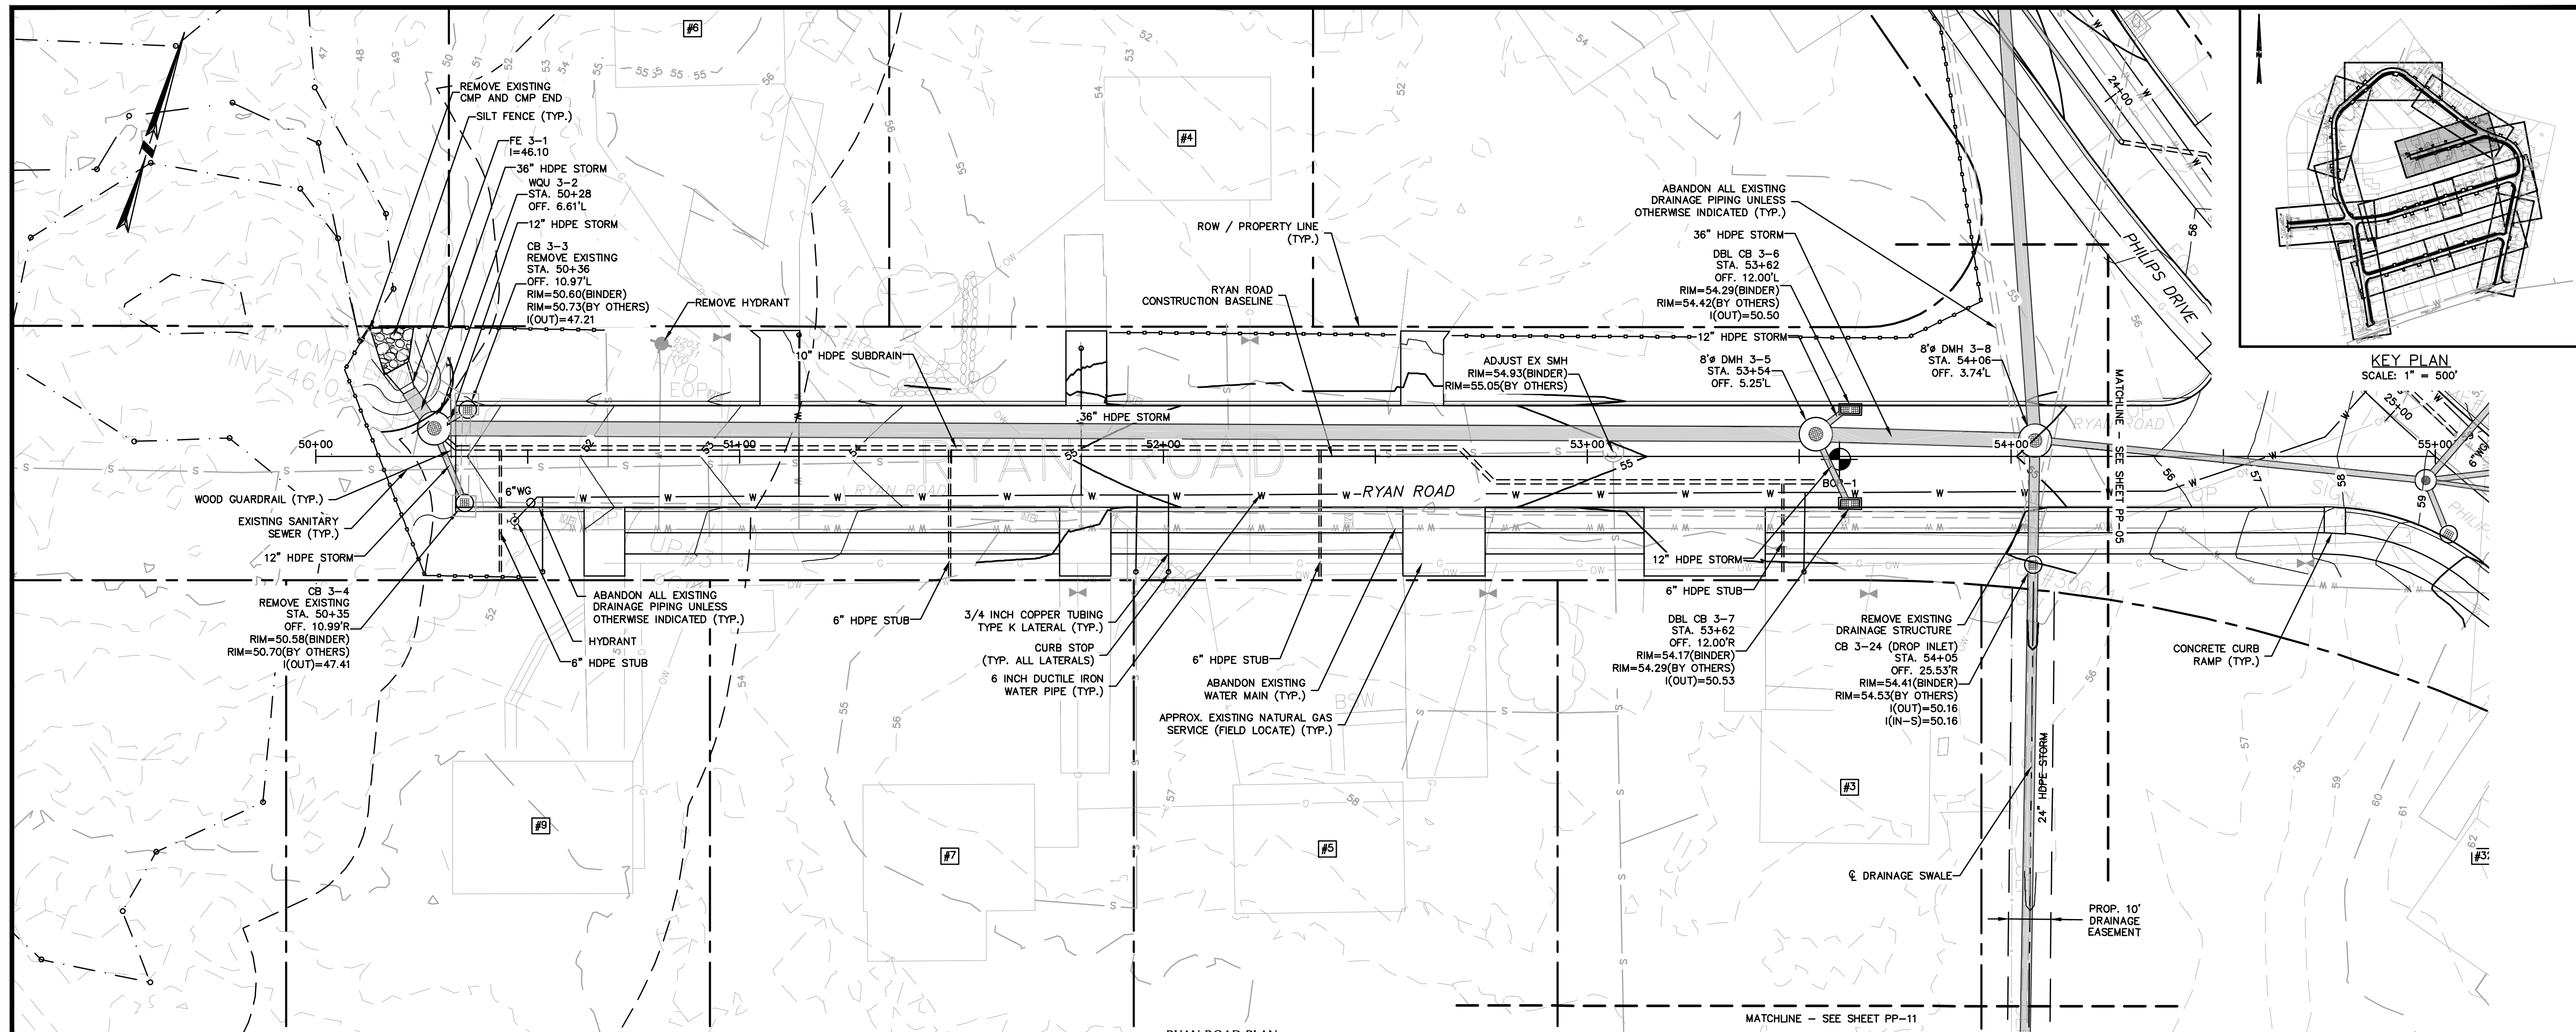 #6
REMOVE EXISTING
CMP AND CMP END
SILT FENCE (TYP.)
FE 3-1
I=46.10
36" HDPE STORM
WQU 3-2
STA. 50+28
OFF. 6.61'L
12" HDPE STORM
CB 3-3
REMOVE EXISTING
STA. 50+36
OFF. 10.97'L
RIM=50.60(BINDER)
RIM=50.73(BY OTHERS)
I(OUT)=47.21
REMOVE HYDRANT
10" HDPE SUBDRAIN
#4
ROW / PROPERTY LINE
(TYP.)
RYAN ROAD
CONSTRUCTION BASELINE
ABANDON ALL EXISTING
DRAINAGE PIPING UNLESS
OTHERWISE INDICATED (TYP.)
36" HDPE STORM
DBL CB 3-6
STA. 53+62
OFF. 12.00'L
RIM=54.29(BINDER)
RIM=54.42(BY OTHERS)
I(OUT)=50.50
12" HDPE STORM
ADJUST EX SMH
RIM=54.93(BINDER)
RIM=55.05(BY OTHERS)
8'ø DMH 3-5
STA. 53+54
OFF. 5.25'L
8'ø DMH 3-8
STA. 54+06
OFF. 3.74'L
PHILIPS DRIVE
24+00
KEY PLAN
SCALE: 1" = 500'
MATCHLINE - SEE SHEET PP-05
25+00
36" HDPE STORM
50+00
51+00
52+00
53+00
54+00
55+00
RYAN ROAD
RYAN ROAD
RYAN ROAD
RYAN ROAD
6"WG
6"WG
WOOD GUARDRAIL (TYP.)
EXISTING SANITARY
SEWER (TYP.)
12" HDPE STORM
CB 3-4
REMOVE EXISTING
STA. 50+35
OFF. 10.99'R
RIM=50.58(BINDER)
RIM=50.70(BY OTHERS)
I(OUT)=47.41
ABANDON ALL EXISTING
DRAINAGE PIPING UNLESS
OTHERWISE INDICATED (TYP.)
HYDRANT
6" HDPE STUB
6" HDPE STUB
3/4 INCH COPPER TUBING
TYPE K LATERAL (TYP.)
CURB STOP
(TYP. ALL LATERALS)
6 INCH DUCTILE IRON
WATER PIPE (TYP.)
6" HDPE STUB
ABANDON EXISTING
WATER MAIN (TYP.)
APPROX. EXISTING NATURAL GAS
SERVICE (FIELD LOCATE) (TYP.)
12" HDPE STORM
6" HDPE STUB
DBL CB 3-7
STA. 53+62
OFF. 12.00'R
RIM=54.17(BINDER)
RIM=54.29(BY OTHERS)
I(OUT)=50.53
REMOVE EXISTING
DRAINAGE STRUCTURE
CB 3-24 (DROP INLET)
STA. 54+05
OFF. 25.53'R
RIM=54.41(BINDER)
RIM=54.53(BY OTHERS)
I(OUT)=50.16
I(IN-S)=50.16
CONCRETE CURB
RAMP (TYP.)
24" HDPE STORM
#9
#7
#5
#3
BSW
℄ DRAINAGE SWALE
PROP. 10'
DRAINAGE
EASEMENT
MATCHLINE - SEE SHEET PP-11